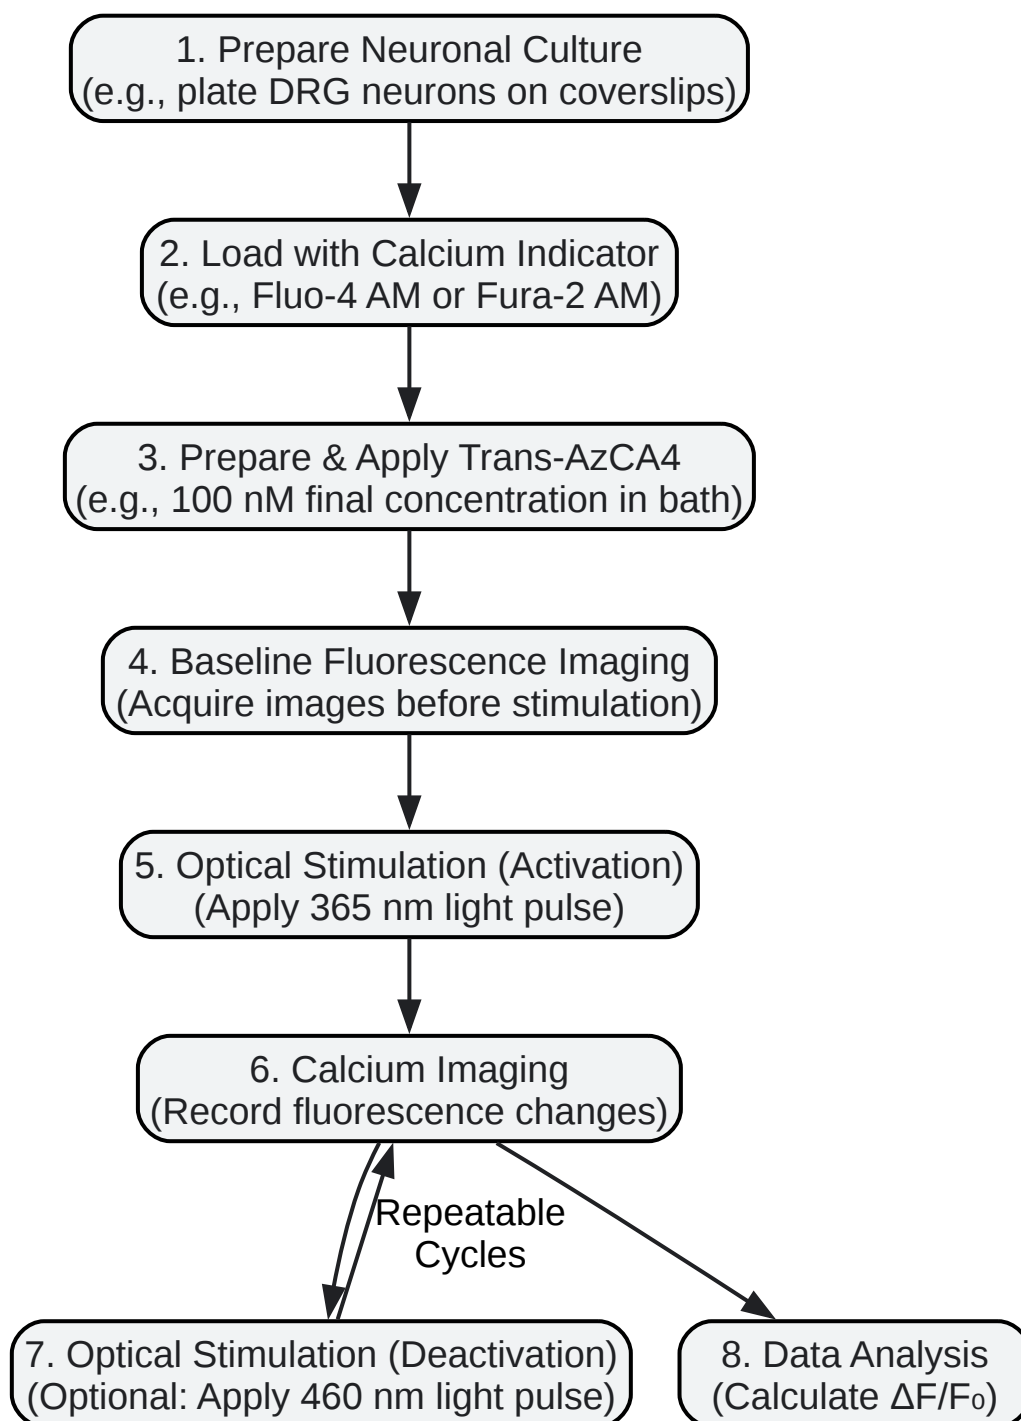 1. Prepare Neuronal Culture
(e.g., plate DRG neurons on coverslips)
2. Load with Calcium Indicator
(e.g., Fluo-4 AM or Fura-2 AM)
3. Prepare & Apply Trans-AzCA4
(e.g., 100 nM final concentration in bath)
4. Baseline Fluorescence Imaging
(Acquire images before stimulation)
5. Optical Stimulation (Activation)
(Apply 365 nm light pulse)
6. Calcium Imaging
(Record fluorescence changes)
Repeatable
Cycles
7. Optical Stimulation (Deactivation)
(Optional: Apply 460 nm light pulse)
8. Data Analysis
(Calculate ΔF/F₀)